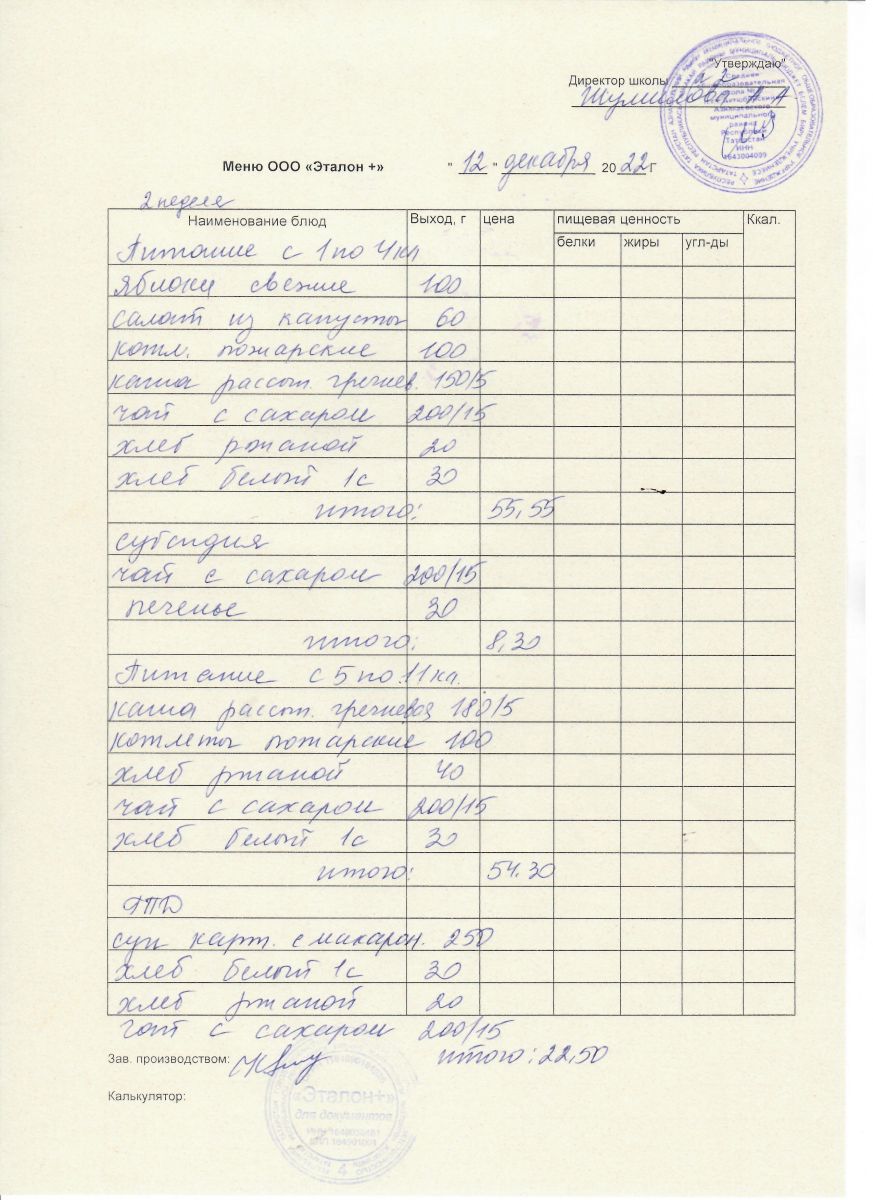 "Утверждаю"
Директор школы
Шумилова А А
Меню ООО «Эталон +» " 12 " декабря 2022 г
2 неделя
Наименование блюд Выход, г цена пищевая ценность Ккал.
белки жиры угл-ды
Питание с 1 по 4 кл
яблоки свежие 100
салат из капусты 60
котл. пожарские 100
каша рассып. гречнев. 150/5
чай с сахаром 200/15
хлеб ржаной 20
хлеб белый 1с 30
итого: 55,55
субсидия
чай с сахаром 200/15
печенье 30
итого: 8,30
Питание с 5 по 11 кл.
каша рассып. гречневая 180/5
котлеты пожарские 100
хлеб ржаной 40
чай с сахаром 200/15
хлеб белый 1с 30
итого: 54.30
ГПД
суп карт. с макарон. 250
хлеб белый 1с 30
хлеб ржаной 20
чай с сахаром 200/15
Зав. производством: итого: 22,50
Калькулятор:
«Эталон+»
для документов
4